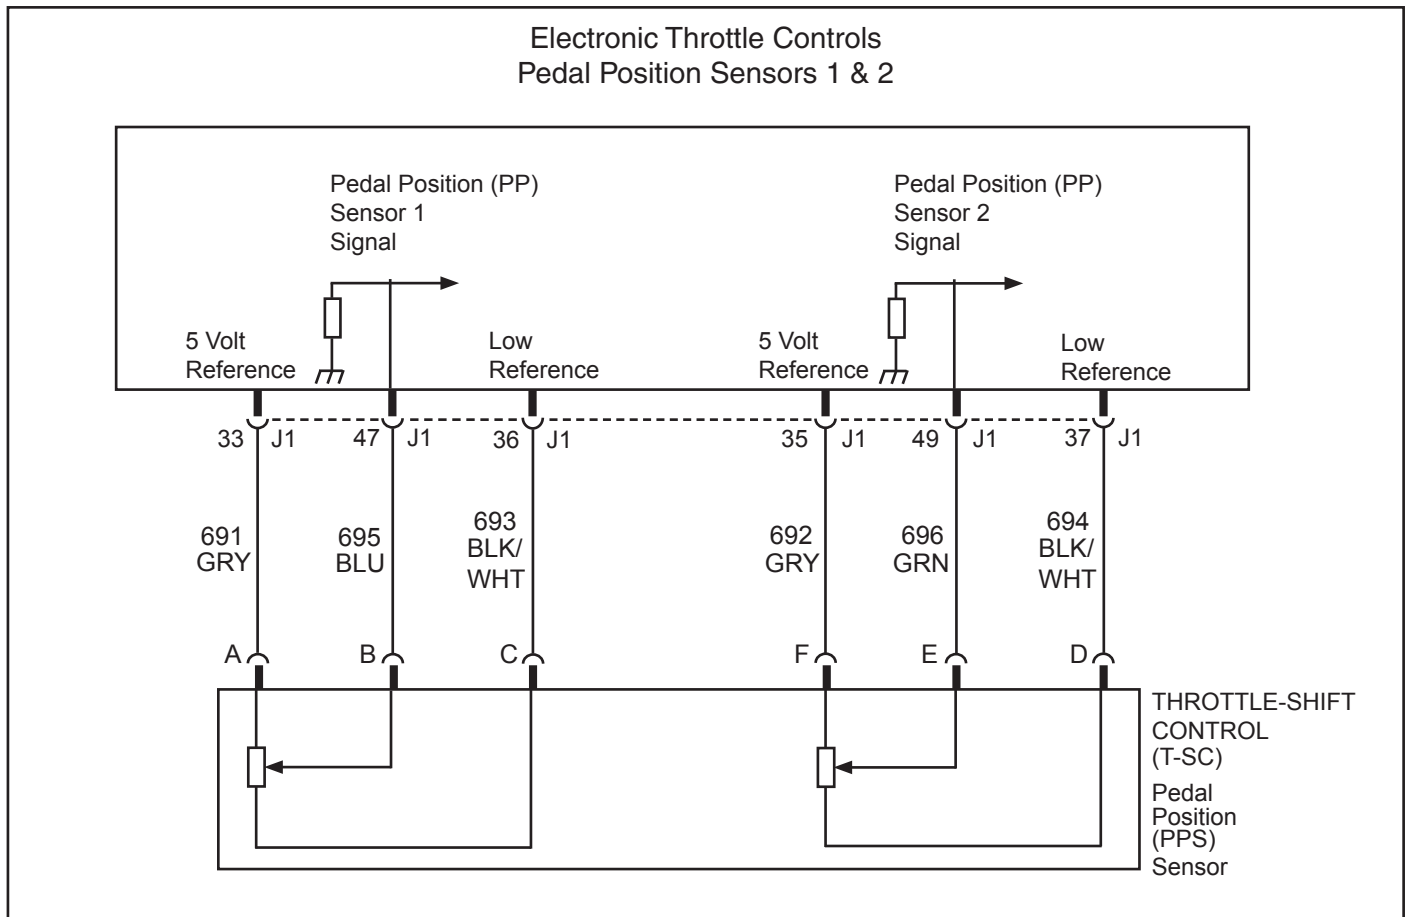 Electronic Throttle Controls
Pedal Position Sensors 1 & 2
Pedal Position (PP)
Sensor 1
Signal
Pedal Position (PP)
Sensor 2
Signal
5 Volt
Reference
Low
Reference
5 Volt
Reference
Low
Reference
33 J1 47 J1 36 J1 35 J1 49 J1 37 J1
691
GRY
695
BLU
693
BLK/
WHT
692
GRY
696
GRN
694
BLK/
WHT
A B C F E D
THROTTLE-SHIFT
CONTROL
(T-SC)
Pedal
Position
(PPS)
Sensor